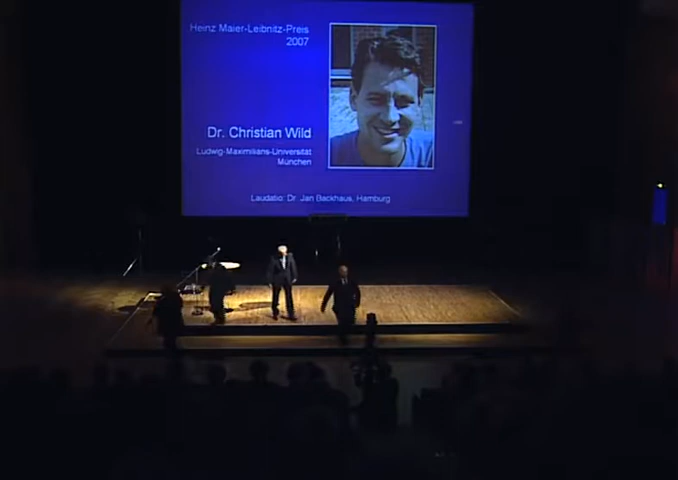 Heinz Maier-Leibnitz-Preis
2007
Dr. Christian Wild
Ludwig-Maximilians-Universität
München
Laudatio: Dr. Jan Backhaus, Hamburg